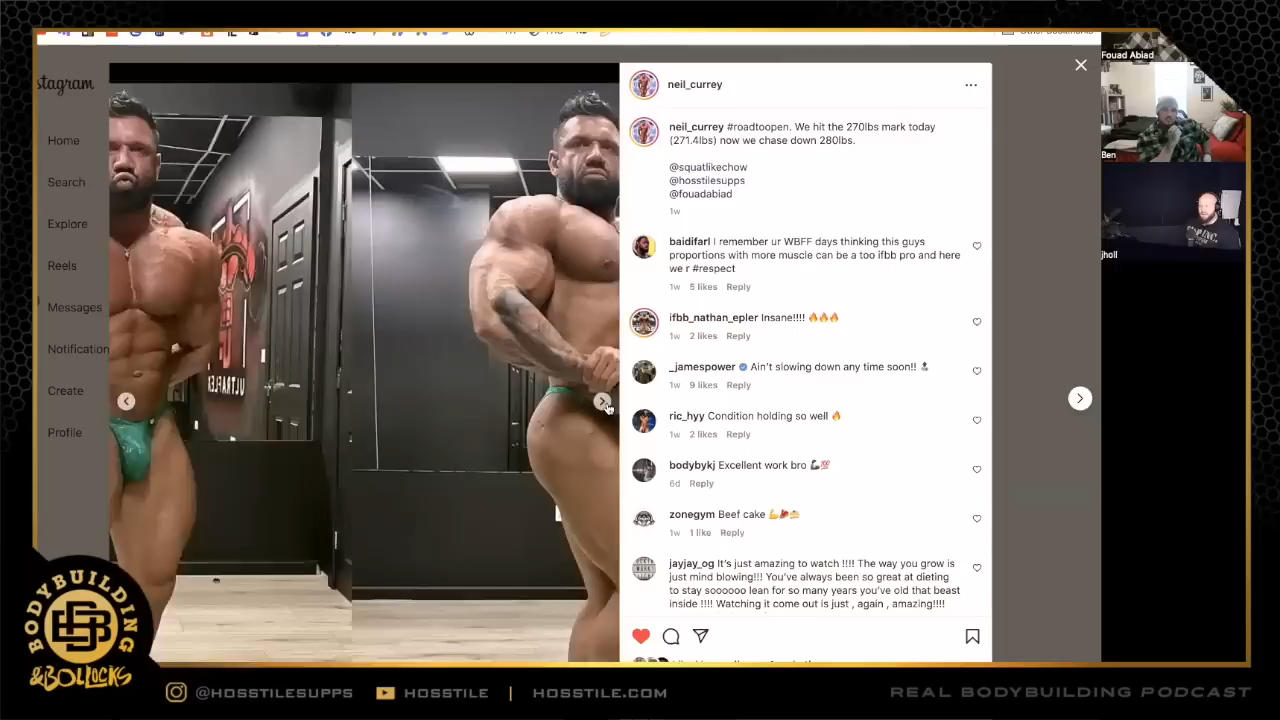 Fouad Abiad
stagram
neil_currey
Home
neil_currey #roadtoopen. We hit the 270lbs mark today
(271.4lbs) now we chase down 280lbs.
Ben
@squatlikechow
@hosstilesupps
@fouadabiad
1w
Search
Explore
Reels
Messages
Notification
Create
Profile
ULTRAFLEX
baidifarl I remember ur WBFF days thinking this guys
proportions with more muscle can be a too ifbb pro and here
we r #respect
1w 5 likes Reply
jholl
ifbb_nathan_epler Insane!!!! 🔥🔥🔥
1w 2 likes Reply
_jamespower Ain't slowing down any time soon!!
1w 9 likes Reply
ric_hyy Condition holding so well 🔥
1w 2 likes Reply
bodybykj Excellent work bro 🦾💯
6d Reply
zonegym Beef cake 💪🥩🍰
1w 1 like Reply
jayjay_og It's just amazing to watch !!!! The way you grow is
just mind blowing!!! You've always been so great at dieting
to stay soooooo lean for so many years you've old that beast
inside !!!! Watching it come out is just , again , amazing!!!!
BODYBUILDING
BB
&BOLLOCKS
@HOSSTILESUPPS
HOSSTILE
|
HOSSTILE.COM
REAL BODYBUILDING PODCAST